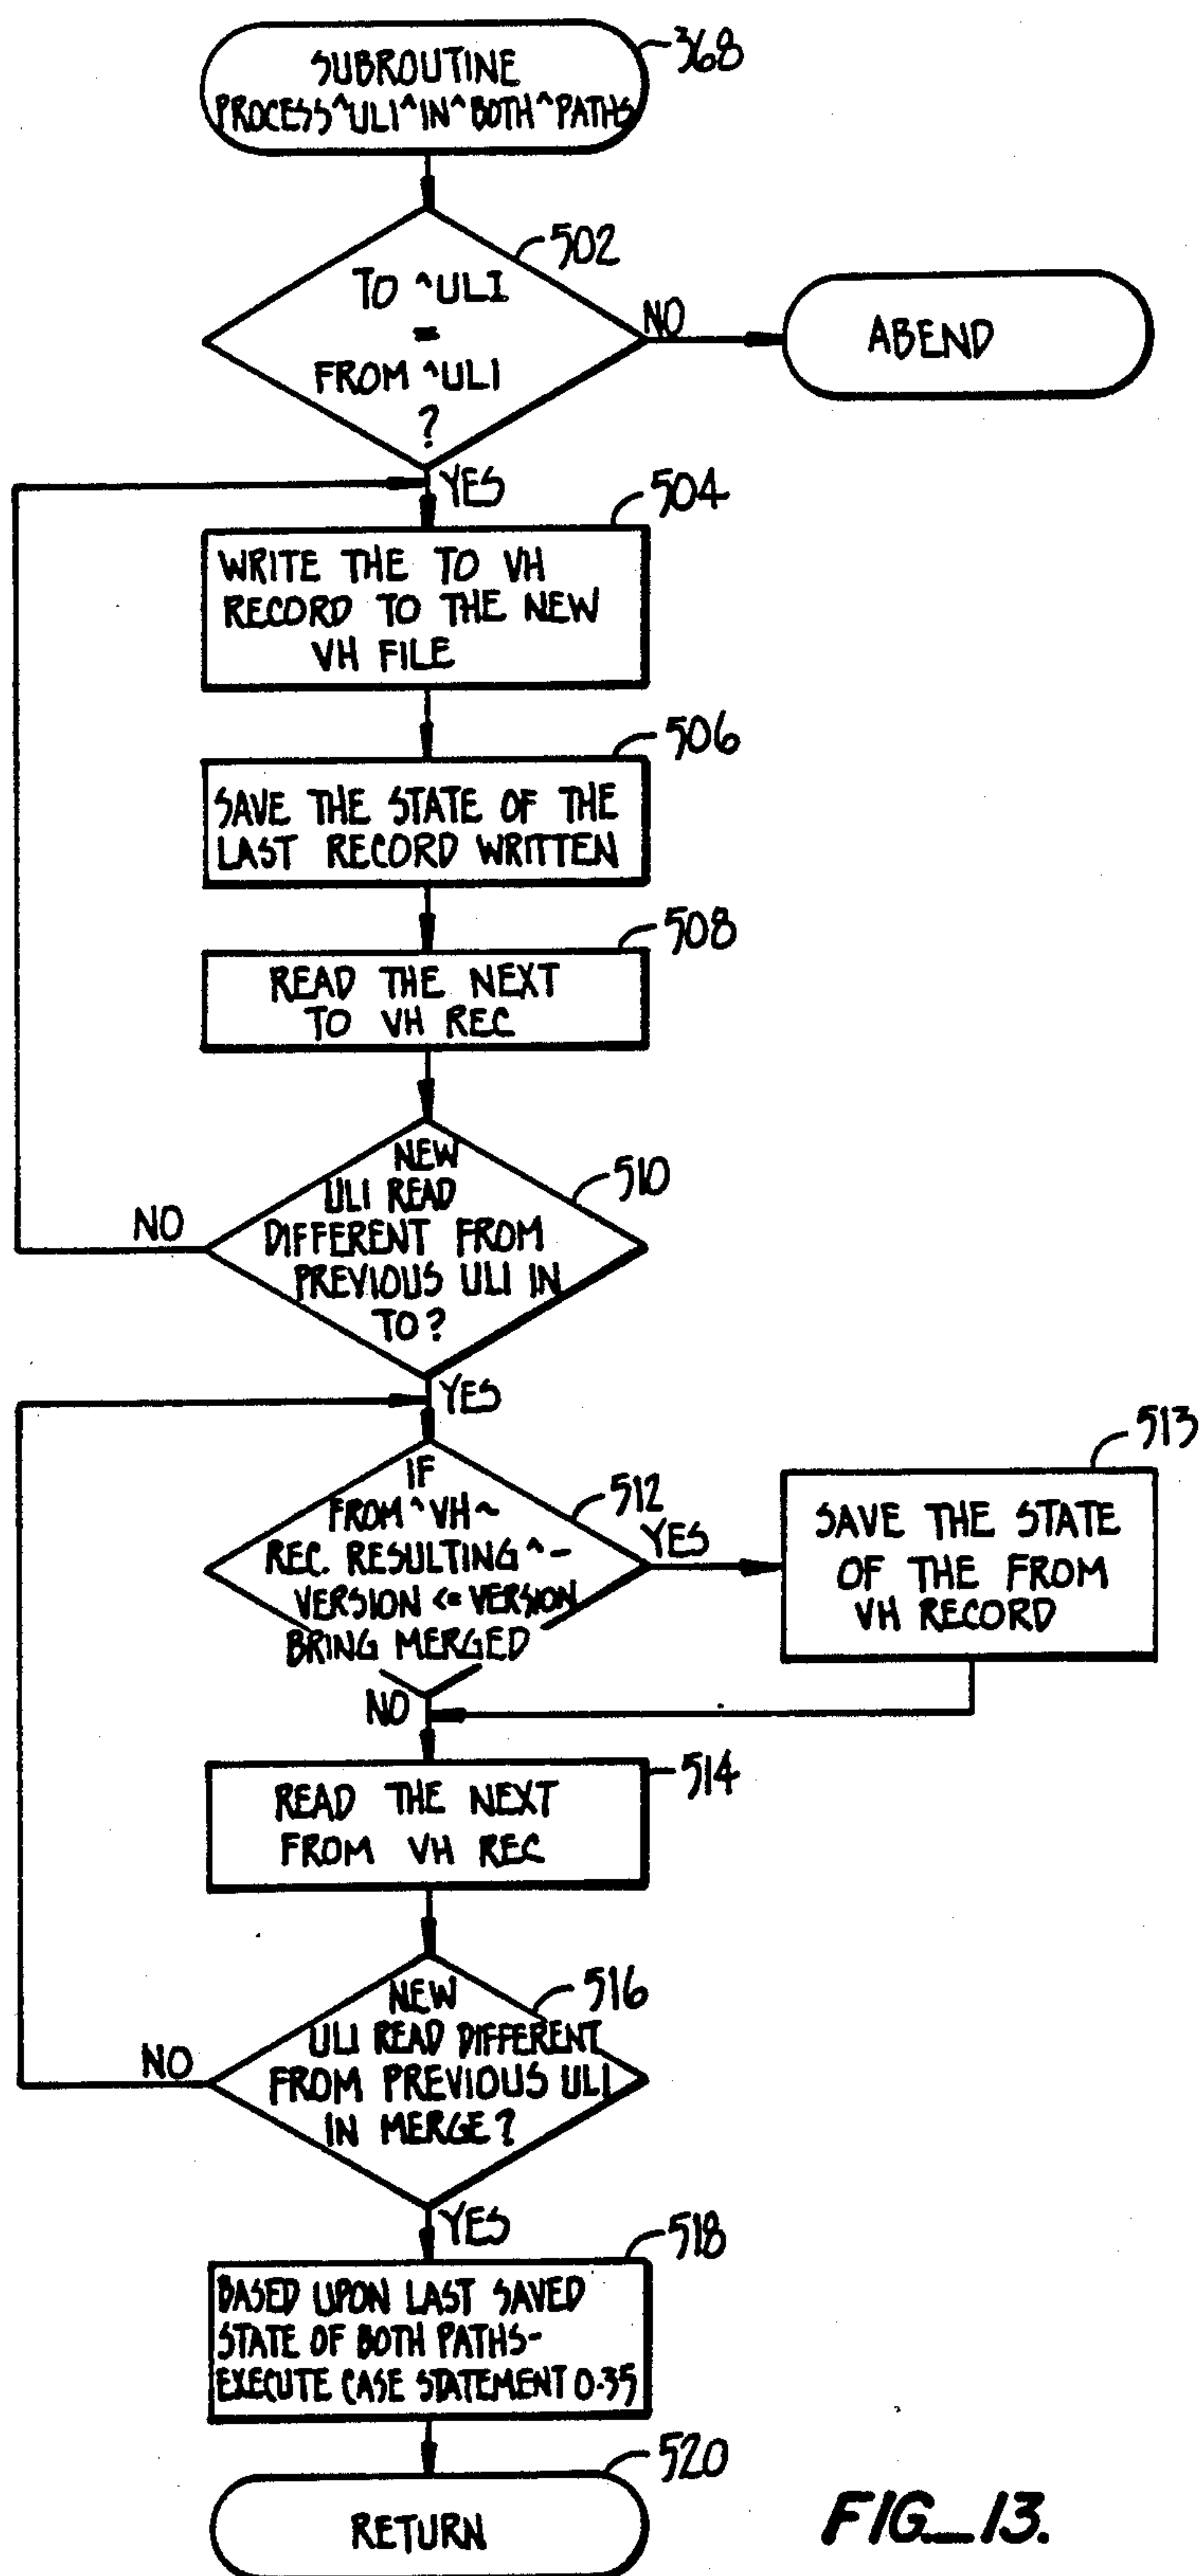 SUBROUTINE
PROCESS^ULI^IN^BOTH^PATHS
368
502
TO ^ULI
=
FROM ^ULI
?
NO
ABEND
YES
504
WRITE THE TO VH
RECORD TO THE NEW
VH FILE
506
SAVE THE STATE OF THE
LAST RECORD WRITTEN
508
READ THE NEXT
TO VH REC
510
NEW
ULI READ
DIFFERENT FROM
PREVIOUS ULI IN
TO?
NO
YES
512
IF
FROM ^VH~
REC. RESULTING ^-
VERSION <= VERSION
BRING MERGED
YES
513
SAVE THE STATE
OF THE FROM
VH RECORD
NO
514
READ THE NEXT
FROM VH REC
516
NEW
ULI READ DIFFERENT
FROM PREVIOUS ULI
IN MERGE?
NO
YES
518
BASED UPON LAST SAVED
STATE OF BOTH PATHS-
EXECUTE CASE STATEMENT 0-35
520
RETURN
FIG_13.